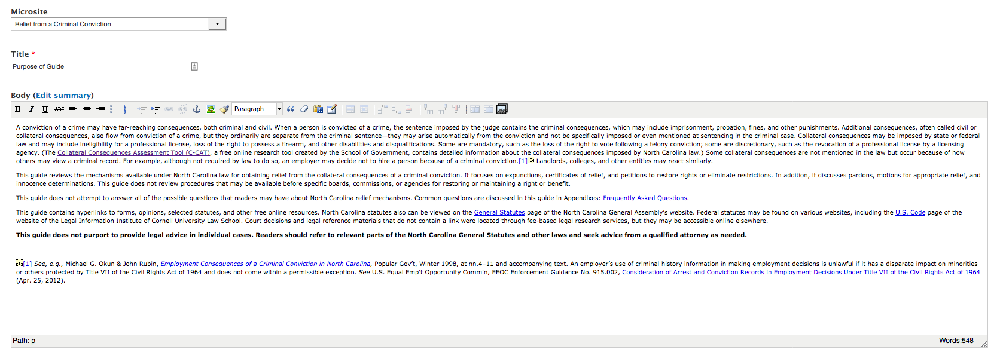 Microsite
Relief from a Criminal Conviction
Title *
Purpose of Guide
Body (Edit summary)
B I U ABC Paragraph
A conviction of a crime may have far-reaching consequences, both criminal and civil. When a person is convicted of a crime, the sentence imposed by the judge contains the criminal consequences, which may include imprisonment, probation, fines, and other punishments. Additional consequences, often called civil or
collateral consequences, also flow from conviction of a crime, but they ordinarily are separate from the criminal sentence—they may arise automatically from the conviction and not be specifically imposed or even mentioned at sentencing in the criminal case. Collateral consequences may be imposed by state or federal
law and may include ineligibility for a professional license, loss of the right to possess a firearm, and other disabilities and disqualifications. Some are mandatory, such as the loss of the right to vote following a felony conviction; some are discretionary, such as the revocation of a professional license by a licensing
agency. (The Collateral Consequences Assessment Tool (C-CAT), a free online research tool created by the School of Government, contains detailed information about the collateral consequences imposed by North Carolina law.) Some collateral consequences are not mentioned in the law but occur because of how
others may view a criminal record. For example, although not required by law to do so, an employer may decide not to hire a person because of a criminal conviction.[1] Landlords, colleges, and other entities may react similarly.
This guide reviews the mechanisms available under North Carolina law for obtaining relief from the collateral consequences of a criminal conviction. It focuses on expunctions, certificates of relief, and petitions to restore rights or eliminate restrictions. In addition, it discusses pardons, motions for appropriate relief, and
innocence determinations. This guide does not review procedures that may be available before specific boards, commissions, or agencies for restoring or maintaining a right or benefit.
This guide does not attempt to answer all of the possible questions that readers may have about North Carolina relief mechanisms. Common questions are discussed in this guide in Appendixes: Frequently Asked Questions.
This guide contains hyperlinks to forms, opinions, selected statutes, and other free online resources. North Carolina statutes also can be viewed on the General Statutes page of the North Carolina General Assembly's website. Federal statutes may be found on various websites, including the U.S. Code page of the
website of the Legal Information Institute of Cornell University Law School. Court decisions and legal reference materials that do not contain a link were located through fee-based legal research services, but they may be accessible online elsewhere.
This guide does not purport to provide legal advice in individual cases. Readers should refer to relevant parts of the North Carolina General Statutes and other laws and seek advice from a qualified attorney as needed.
[1] See, e.g., Michael G. Okun & John Rubin, Employment Consequences of a Criminal Conviction in North Carolina, Popular Gov't, Winter 1998, at nn.4–11 and accompanying text. An employer's use of criminal history information in making employment decisions is unlawful if it has a disparate impact on minorities
or others protected by Title VII of the Civil Rights Act of 1964 and does not come within a permissible exception. See U.S. Equal Emp't Opportunity Comm'n, EEOC Enforcement Guidance No. 915.002, Consideration of Arrest and Conviction Records in Employment Decisions Under Title VII of the Civil Rights Act of 1964
(Apr. 25, 2012).
Path: p
Words:548